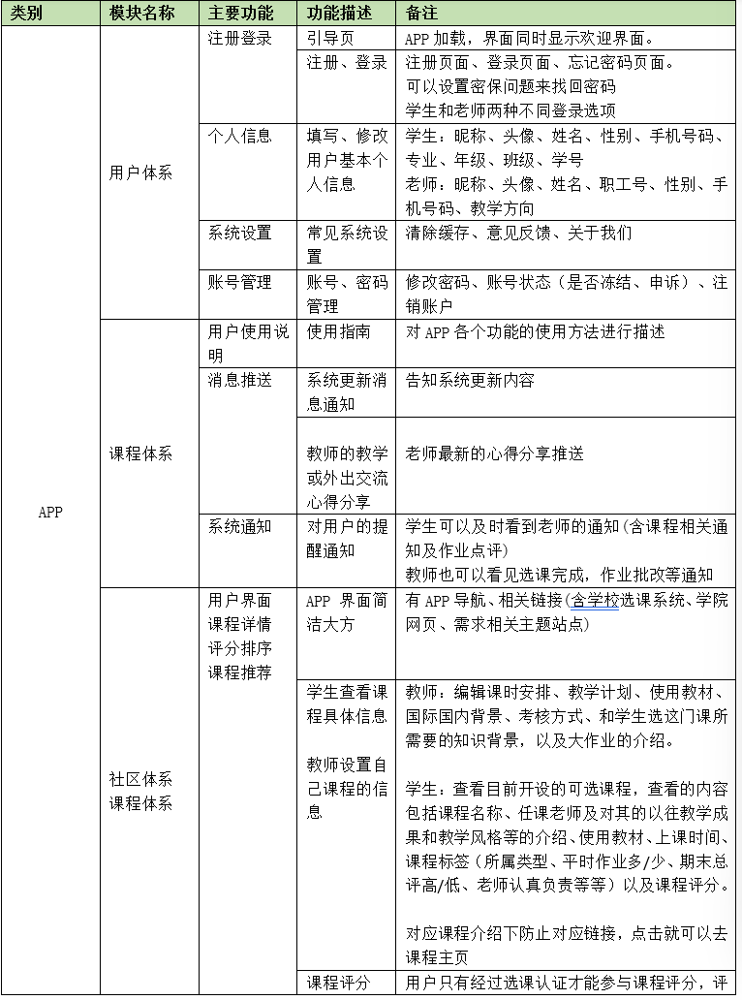 类别 模块名称 主要功能 功能描述 备注
APP
用户体系
注册登录
引导页
APP 加载，界面同时显示欢迎界面。
注册、登录
注册页面、登录页面、忘记密码页面。
可以设置密保问题来找回密码
学生和老师两种不同登录选项
个人信息
填写、修改
用户基本个
人信息
学生：昵称、头像、姓名、性别、手机号码、
专业、年级、班级、学号
老师：昵称、头像、姓名、职工号、性别、手
机号码、教学方向
系统设置
常见系统设
置
清除缓存、意见反馈、关于我们
账号管理
账号、密码
管理
修改密码、账号状态（是否冻结、申诉）、注
销账户
课程体系
用户使用说
明
使用指南
对 APP 各个功能的使用方法进行描述
消息推送
系统更新消
息通知
告知系统更新内容
教师的教学
或外出交流
心得分享
老师最新的心得分享推送
系统通知
对用户的提
醒通知
学生可以及时看到老师的通知(含课程相关通
知及作业点评)
教师也可以看见选课完成，作业批改等通知
社区体系
课程体系
用户界面
课程详情
评分排序
课程推荐
APP 界面简
洁大方
有 APP 导航、相关链接(含学校选课系统、学院
网页、需求相关主题站点)
学生查看课
程具体信息
教师设置自
己课程的信
息
教师：编辑课时安排、教学计划、使用教材、
国际国内背景、考核方式、和学生选这门课所
需要的知识背景，以及大作业的介绍。
学生：查看目前开设的可选课程，查看的内容
包括课程名称、任课老师及对其的以往教学成
果和教学风格等的介绍、使用教材、上课时间、
课程标签（所属类型、平时作业多/少、期末总
评高/低、老师认真负责等等）以及课程评分。
对应课程介绍下防止对应链接，点击就可以去
课程主页
课程评分
用户只有经过选课认证才能参与课程评分，评